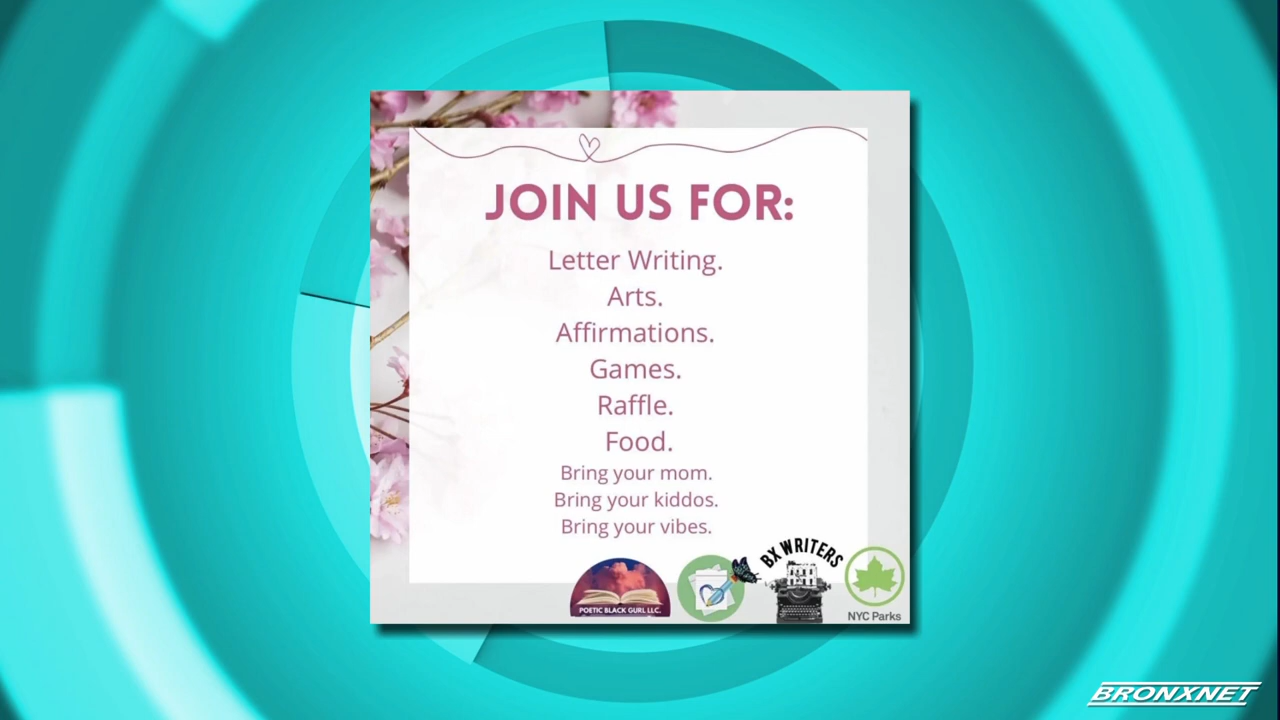 JOIN US FOR:
Letter Writing.
Arts.
Affirmations.
Games.
Raffle.
Food.
Bring your mom.
Bring your kiddos.
Bring your vibes.
POETIC BLACK GURL LLC.
BX WRITERS
NYC Parks
BRONXNET